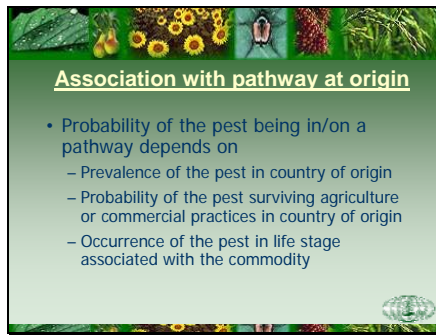 Association with pathway at origin
• Probability of the pest being in/on a
pathway depends on
– Prevalence of the pest in country of origin
– Probability of the pest surviving agriculture
or commercial practices in country of origin
– Occurrence of the pest in life stage
associated with the commodity